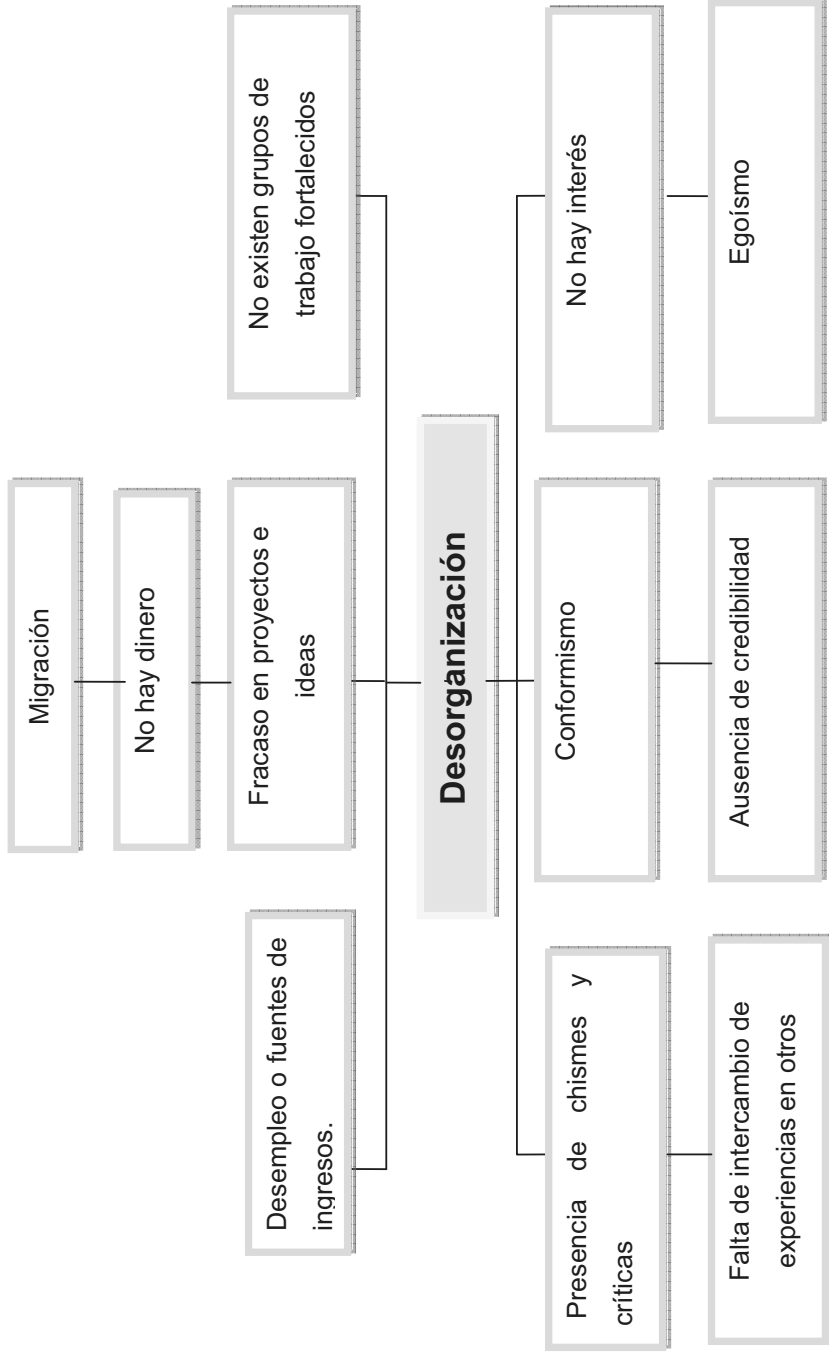 Migración
No hay dinero
Desempleo o fuentes de
ingresos.
Fracaso en proyectos e
ideas
No existen grupos de
trabajo fortalecidos
Desorganización
Presencia de chismes y
críticas
Conformismo
No hay interés
Falta de intercambio de
experiencias en otros
Ausencia de credibilidad
Egoísmo